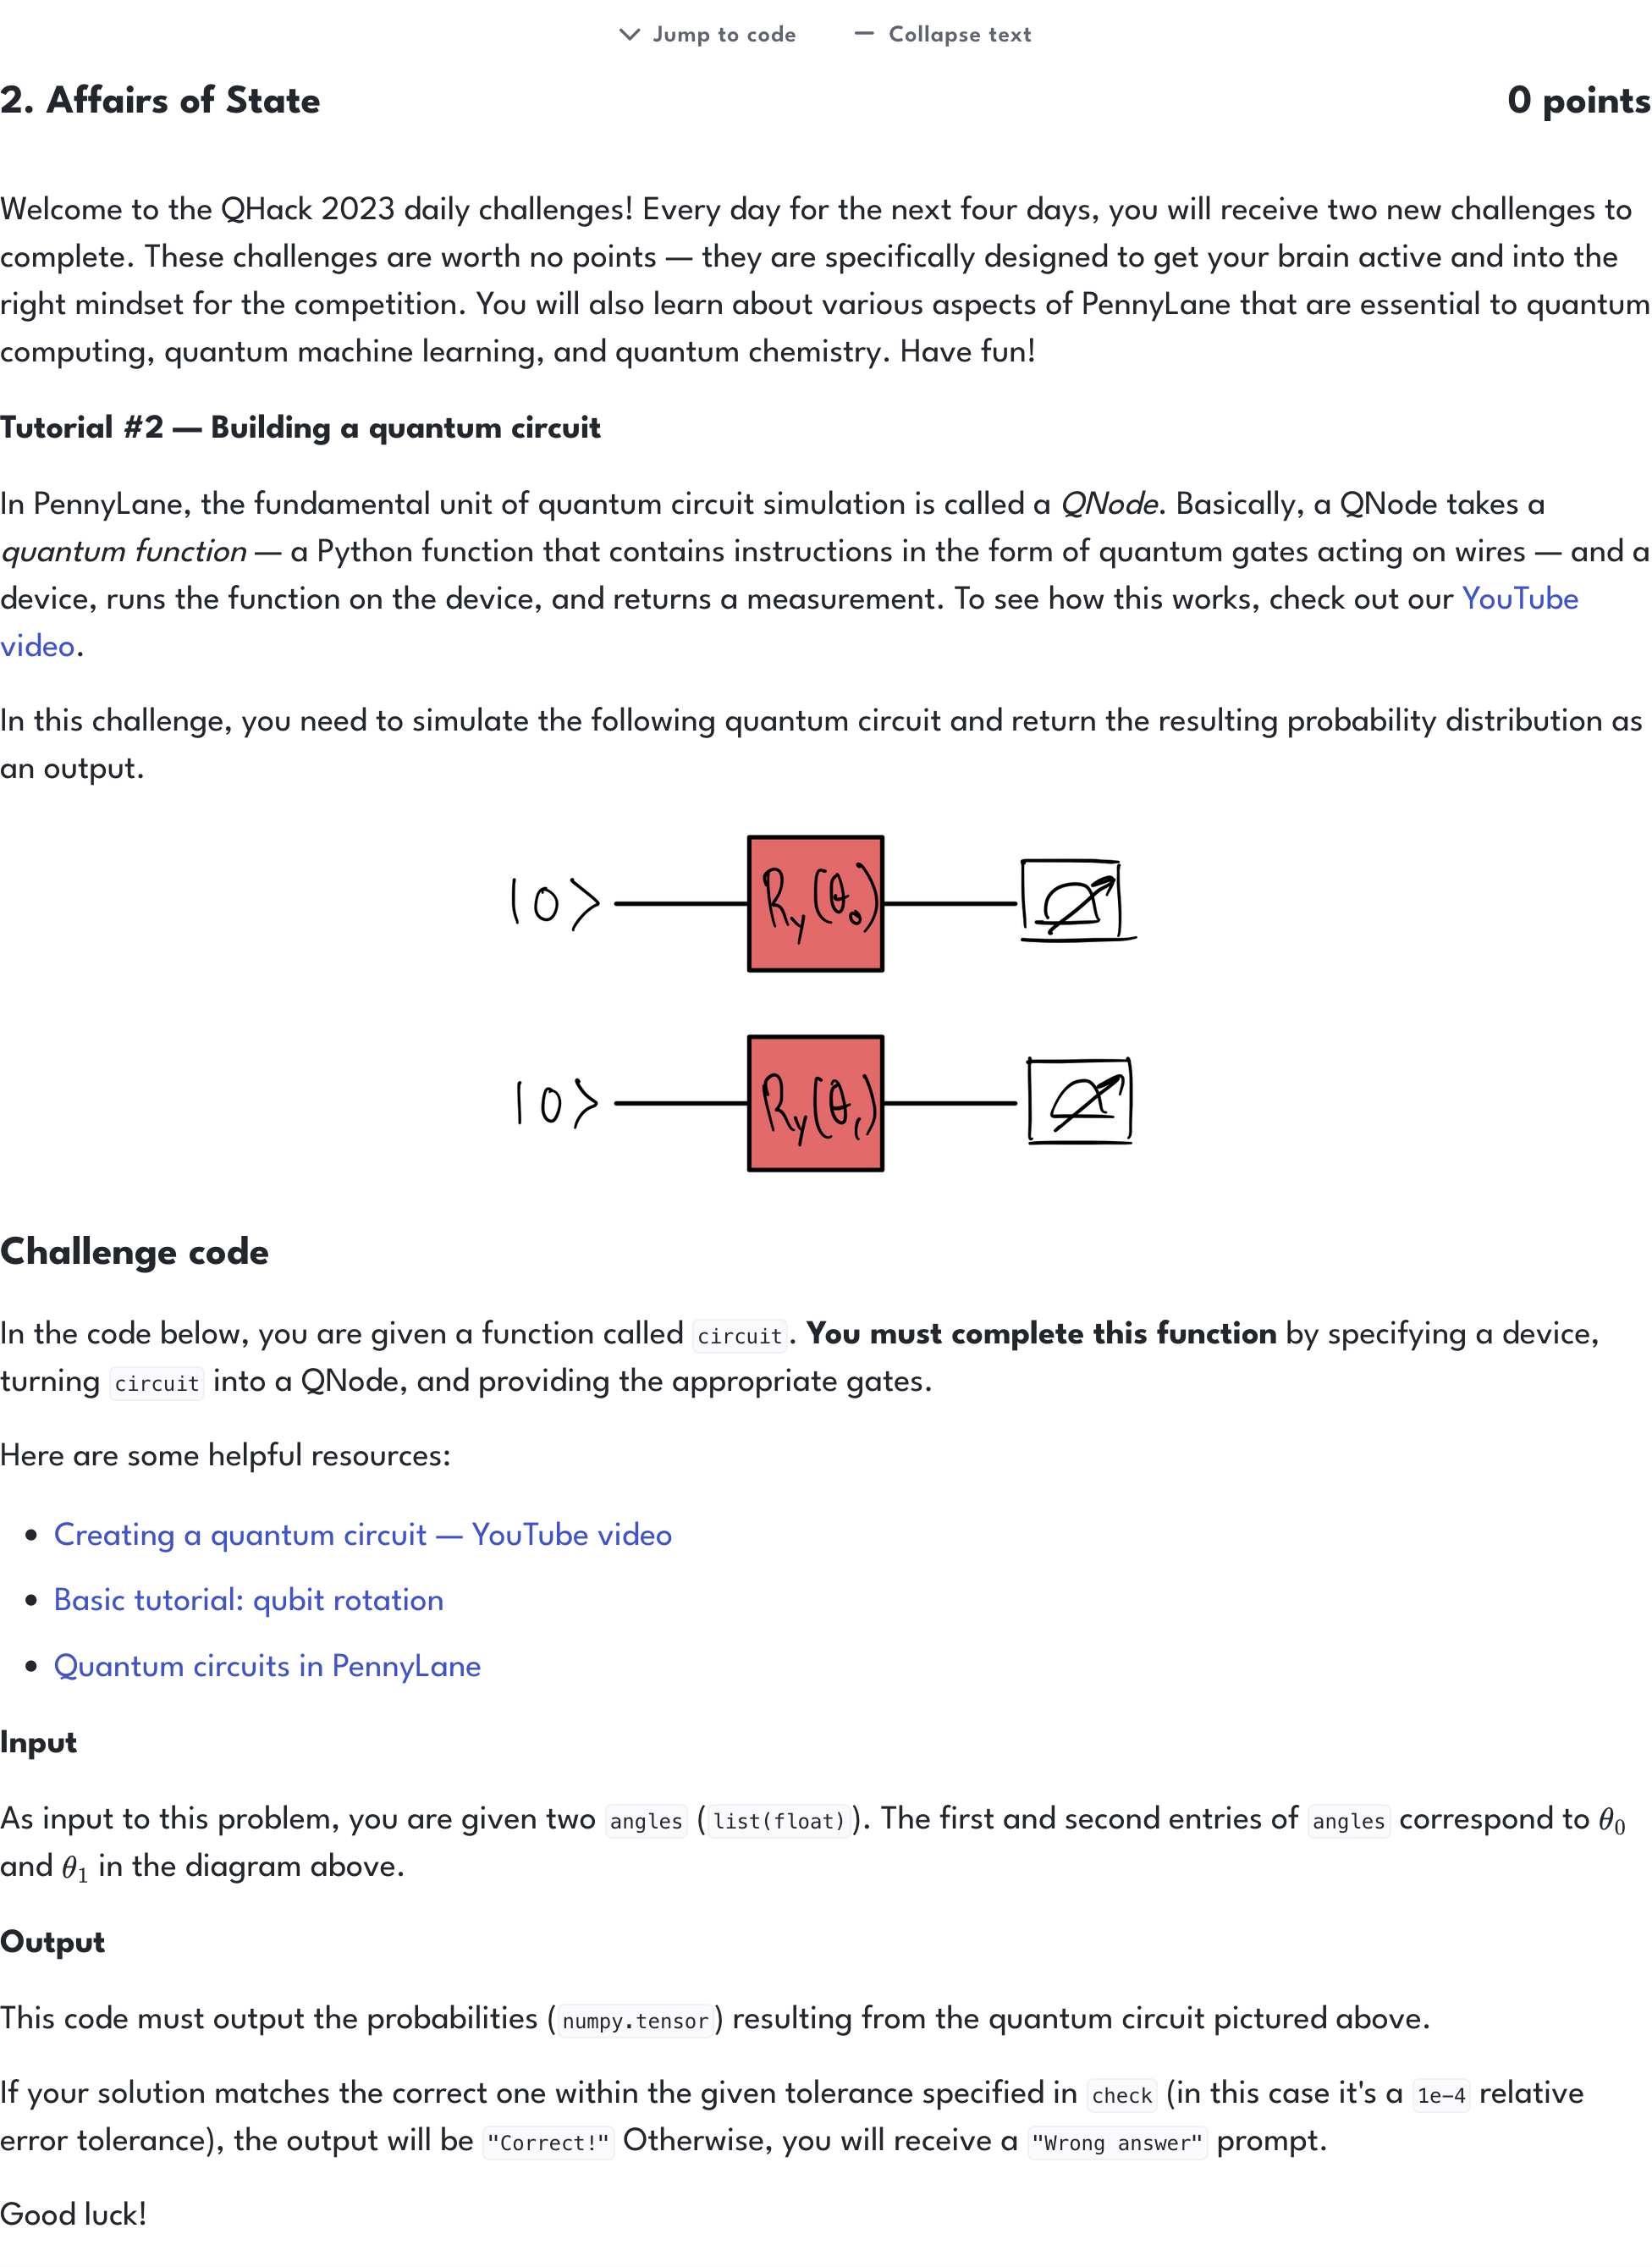 Jump to code Collapse text
2. Affairs of State 0 points
Welcome to the QHack 2023 daily challenges! Every day for the next four days, you will receive two new challenges to
complete. These challenges are worth no points — they are specifically designed to get your brain active and into the
right mindset for the competition. You will also learn about various aspects of PennyLane that are essential to quantum
computing, quantum machine learning, and quantum chemistry. Have fun!
Tutorial #2 — Building a quantum circuit
In PennyLane, the fundamental unit of quantum circuit simulation is called a QNode. Basically, a QNode takes a
quantum function — a Python function that contains instructions in the form of quantum gates acting on wires — and a
device, runs the function on the device, and returns a measurement. To see how this works, check out our YouTube
video.
In this challenge, you need to simulate the following quantum circuit and return the resulting probability distribution as
an output.
|0⟩ R_y(θ_0)
|0⟩ R_y(θ_1)
Challenge code
In the code below, you are given a function called circuit. You must complete this function by specifying a device,
turning circuit into a QNode, and providing the appropriate gates.
Here are some helpful resources:
• Creating a quantum circuit — YouTube video
• Basic tutorial: qubit rotation
• Quantum circuits in PennyLane
Input
As input to this problem, you are given two angles (list(float)). The first and second entries of angles correspond to θ_0
and θ_1 in the diagram above.
Output
This code must output the probabilities (numpy.tensor) resulting from the quantum circuit pictured above.
If your solution matches the correct one within the given tolerance specified in check (in this case it's a 1e-4 relative
error tolerance), the output will be "Correct!" Otherwise, you will receive a "Wrong answer" prompt.
Good luck!